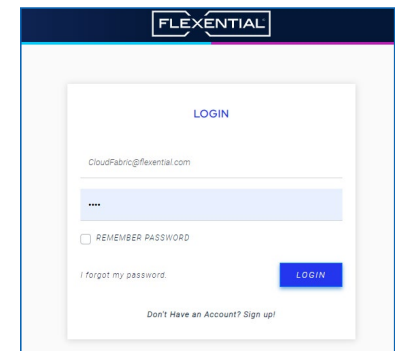 FLEXENTIAL
LOGIN
CloudFabric@flexential.com
••••
REMEMBER PASSWORD
I forgot my password.
LOGIN
Don't Have an Account? Sign up!